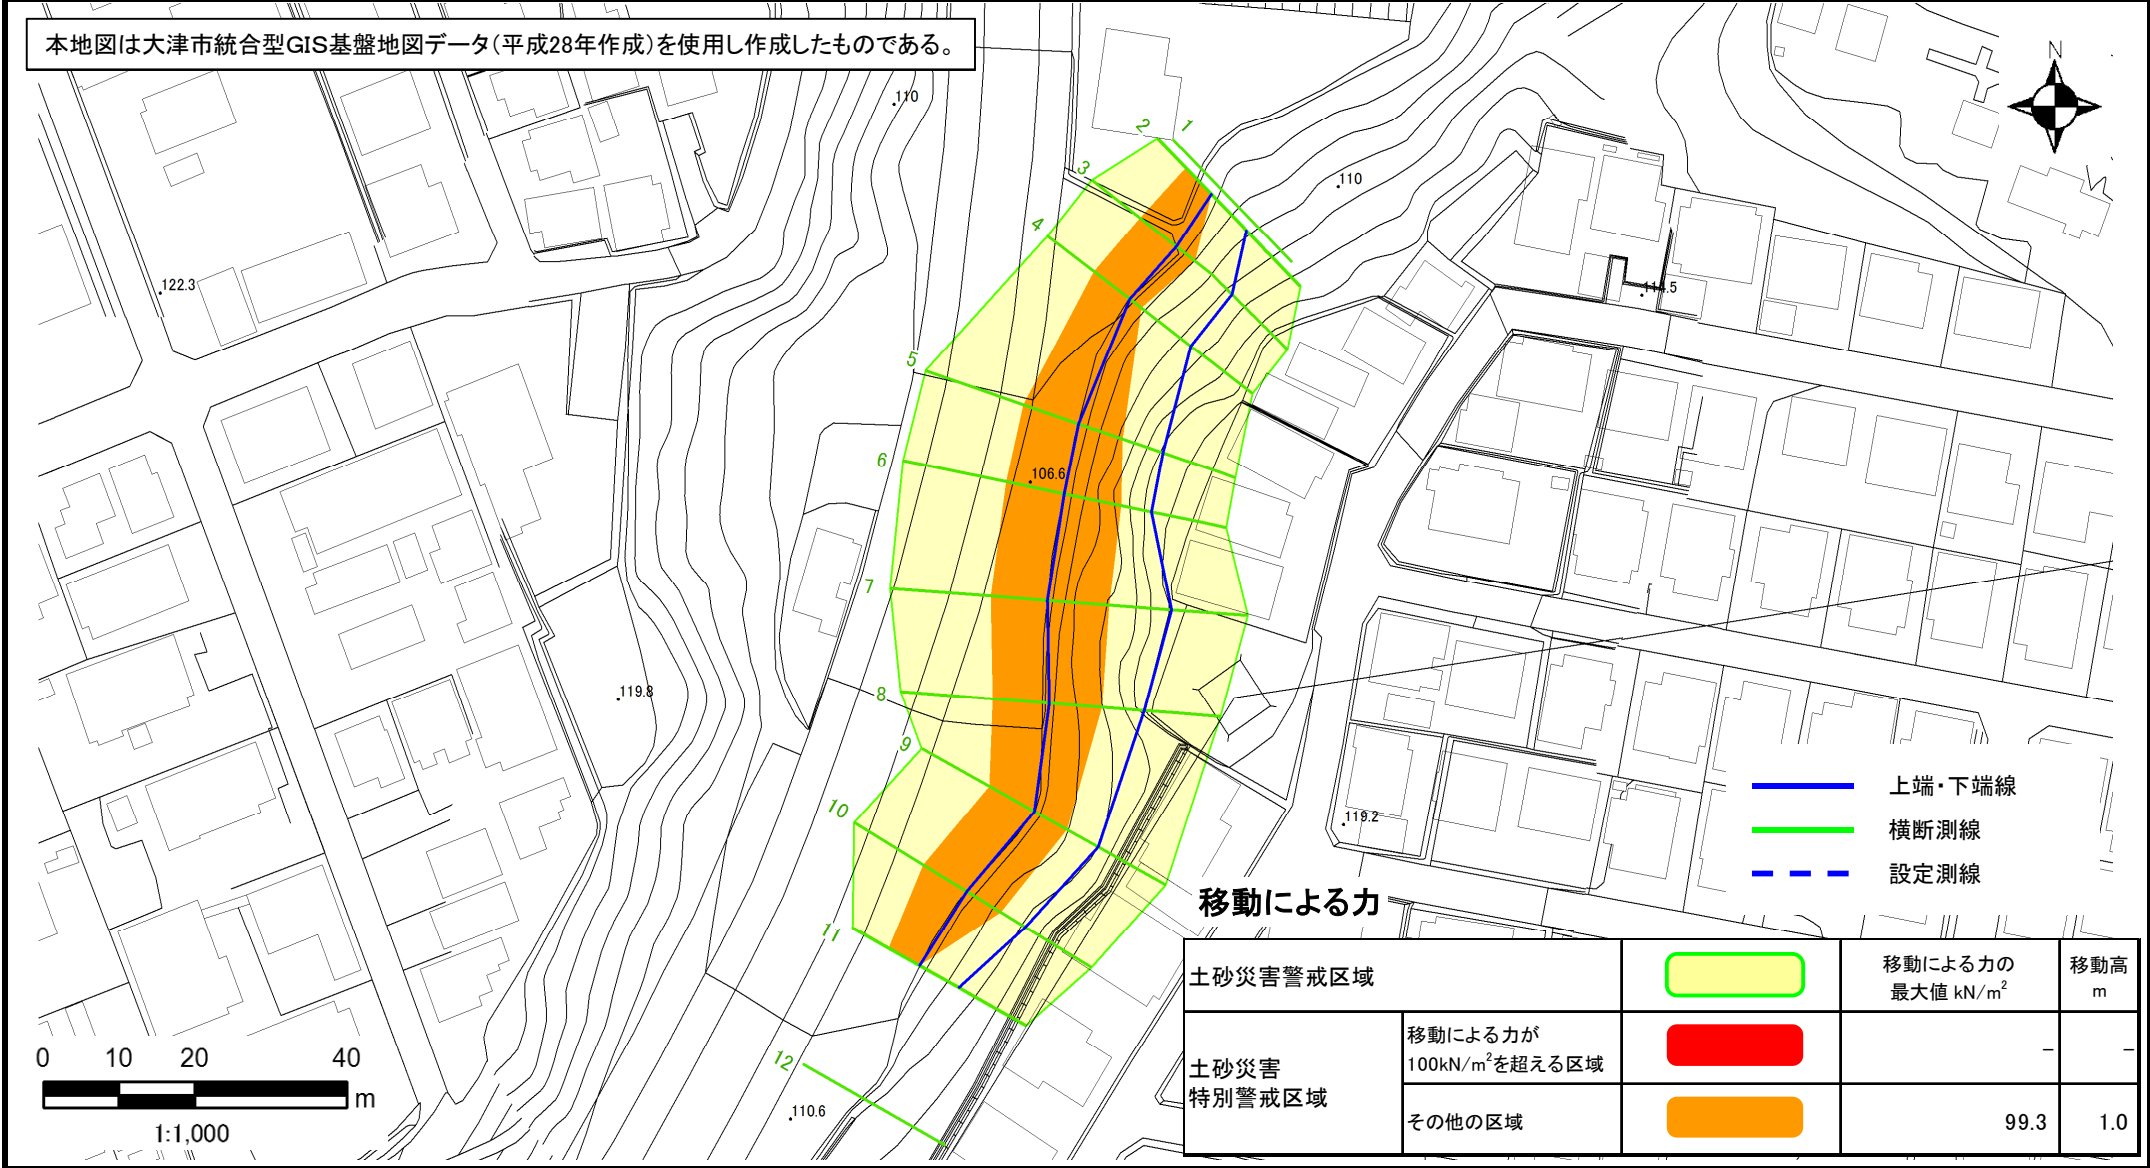 本地図は大津市統合型GIS基盤地図データ(平成28年作成)を使用し作成したものである。
N
110
110
122.3
114.5
106.6
119.8
119.2
110.6
1
2
3
4
5
6
7
8
9
10
11
12
上端・下端線
横断測線
設定測線
移動による力
土砂災害警戒区域
移動による力の
最大値 kN/m²
移動高
m
土砂災害
特別警戒区域
移動による力が
100kN/m²を超える区域
－
－
その他の区域
99.3
1.0
0 10 20 40
m
1:1,000